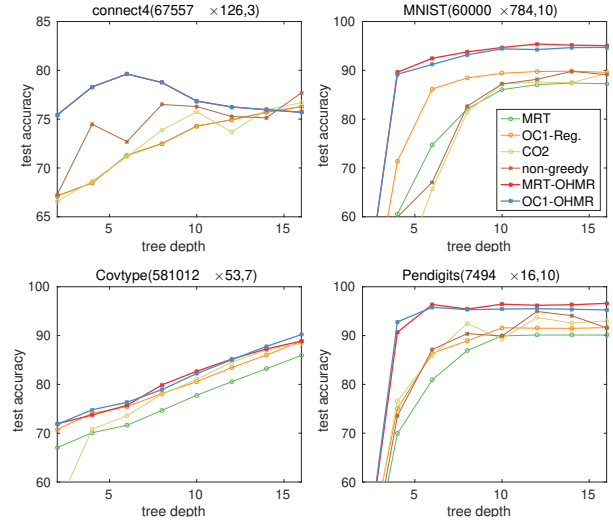 connect4(67557 ×126,3)
85
80
75
70
65
5 10 15
test accuracy
tree depth
MNIST(60000 ×784,10)
100
90
80
70
60
5 10 15
test accuracy
tree depth
MRT
OC1-Reg.
CO2
non-greedy
MRT-OHMR
OC1-OHMR
Covtype(581012 ×53,7)
100
90
80
70
60
5 10 15
test accuracy
tree depth
Pendigits(7494 ×16,10)
100
90
80
70
60
5 10 15
test accuracy
tree depth